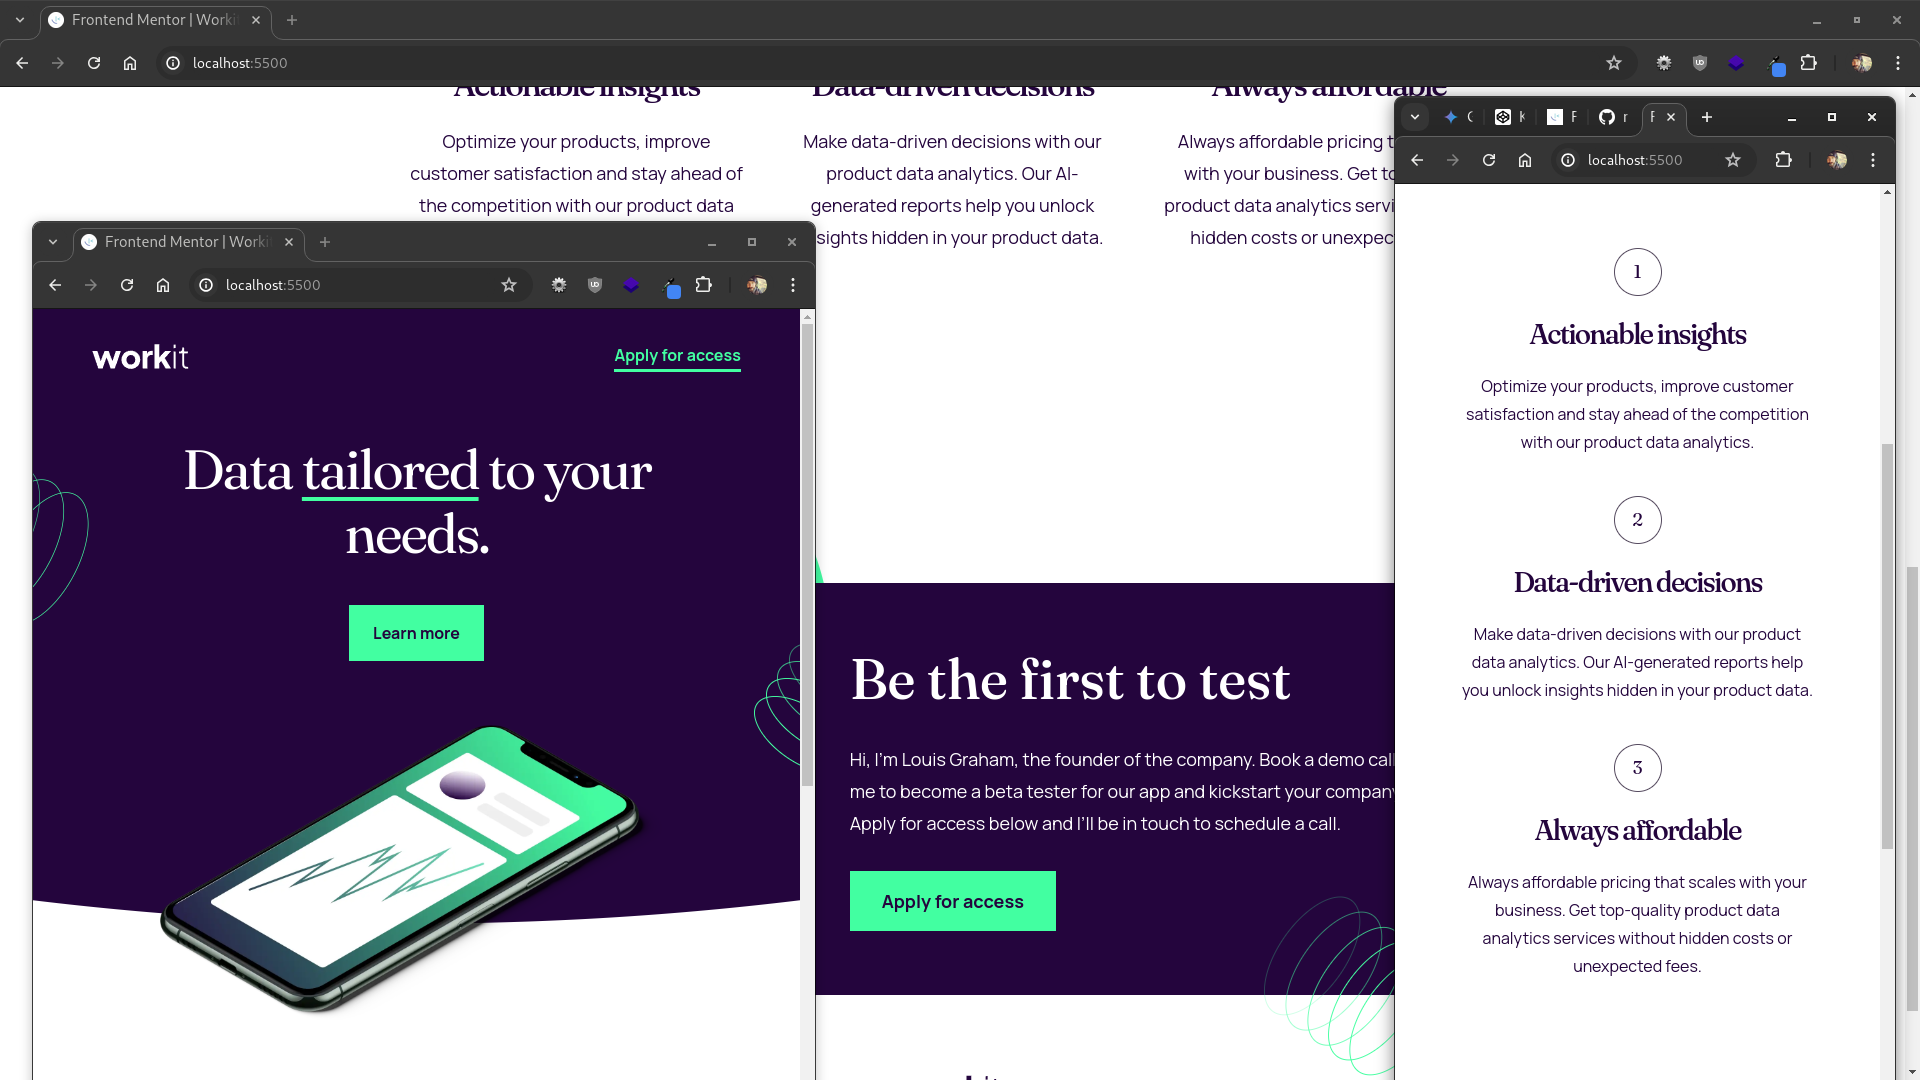 Frontend Mentor | Worki
localhost:5500
Actionable insights
Data-driven decisions
Always affordable
Optimize your products, improve
customer satisfaction and stay ahead of
the competition with our product data
Make data-driven decisions with our
product data analytics. Our AI-
generated reports help you unlock
sights hidden in your product data.
Always affordable pricing t
with your business. Get to
product data analytics servi
hidden costs or unexpec
Be the first to test
Hi, I'm Louis Graham, the founder of the company. Book a demo call
me to become a beta tester for our app and kickstart your company
Apply for access below and I'll be in touch to schedule a call.
Apply for access
Frontend Mentor | Worki
localhost:5500
workit
Apply for access
Data tailored to your
needs.
Learn more
F
r
F
localhost:5500
1
Actionable insights
Optimize your products, improve customer
satisfaction and stay ahead of the competition
with our product data analytics.
2
Data-driven decisions
Make data-driven decisions with our product
data analytics. Our AI-generated reports help
you unlock insights hidden in your product data.
3
Always affordable
Always affordable pricing that scales with your
business. Get top-quality product data
analytics services without hidden costs or
unexpected fees.